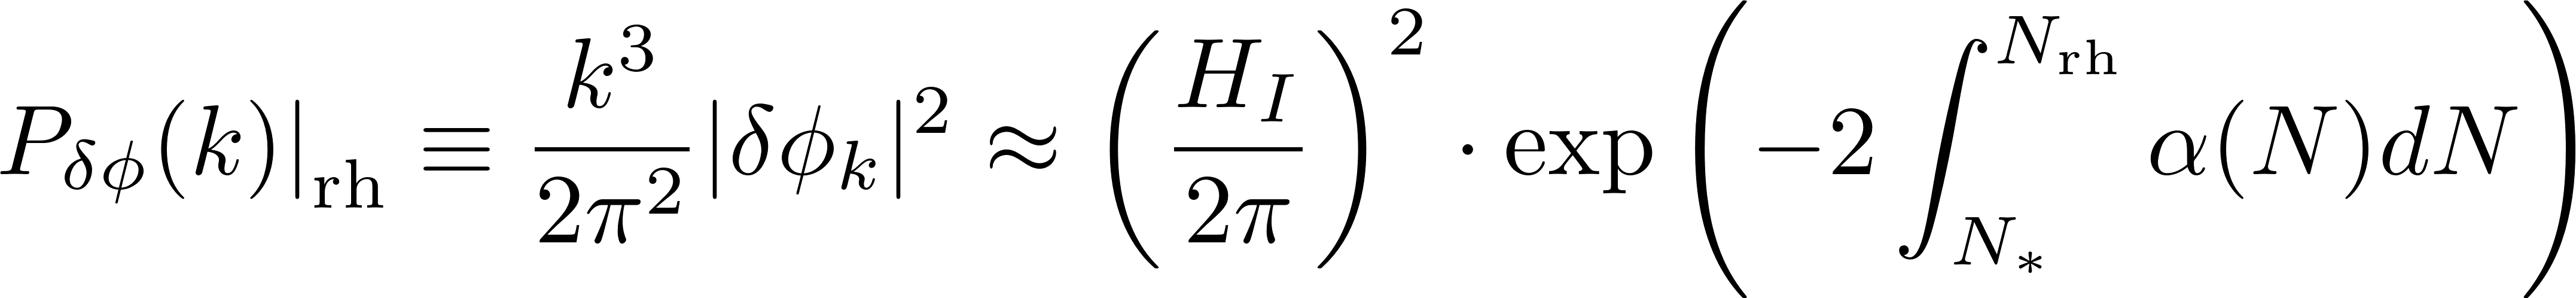 $P_{\delta\phi}(k)|_{\mathrm{rh}} \equiv \frac{k^3}{2\pi^2}|\delta\phi_k|^2 \approx \left(\frac{H_I}{2\pi}\right)^2 \cdot \exp\left(-2\int_{N_*}^{N_{\mathrm{rh}}} \alpha(N)dN\right)$